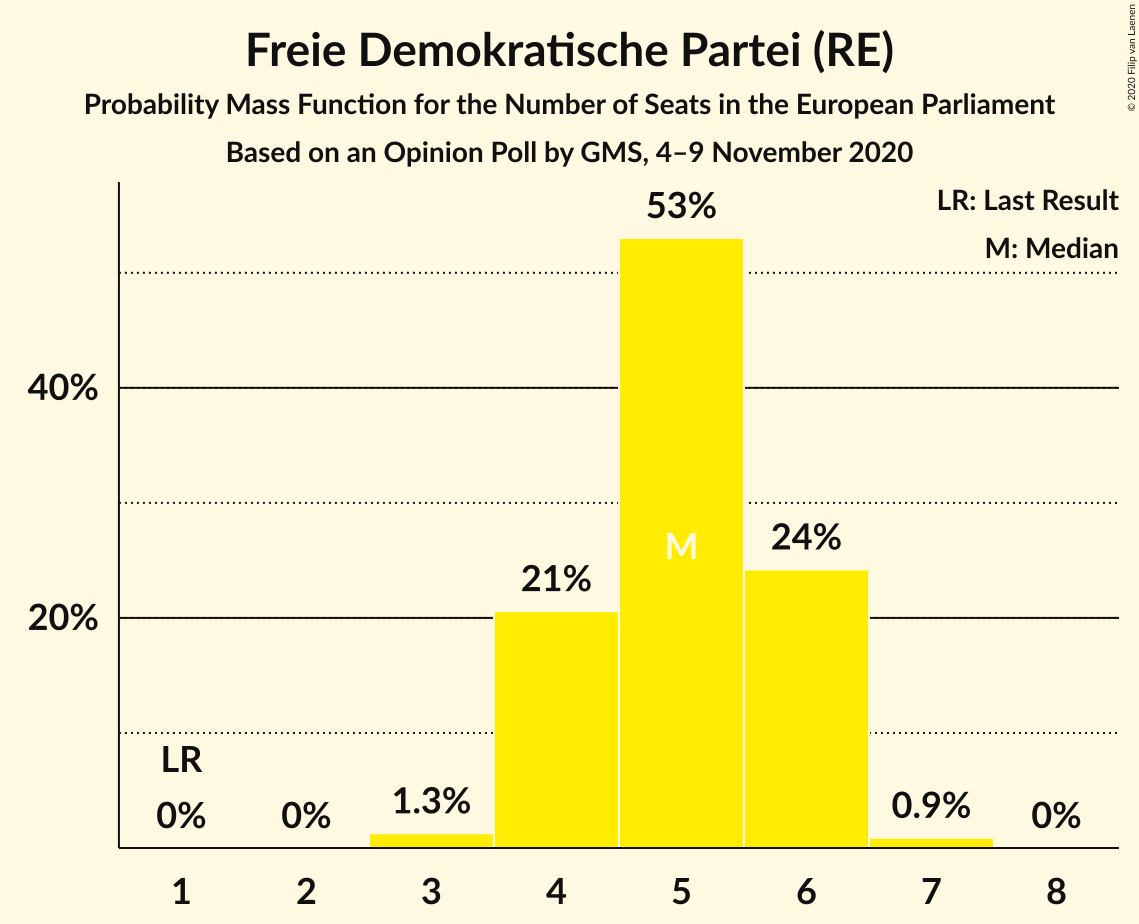 Freie Demokratische Partei (RE)
Probability Mass Function for the Number of Seats in the European Parliament
Based on an Opinion Poll by GMS, 4–9 November 2020
© 2020 Filip van Laenen
LR: Last Result
M: Median
53%
40%
24%
M
21%
20%
LR
0%
0%
1.3%
0.9%
0%
1 2 3 4 5 6 7 8